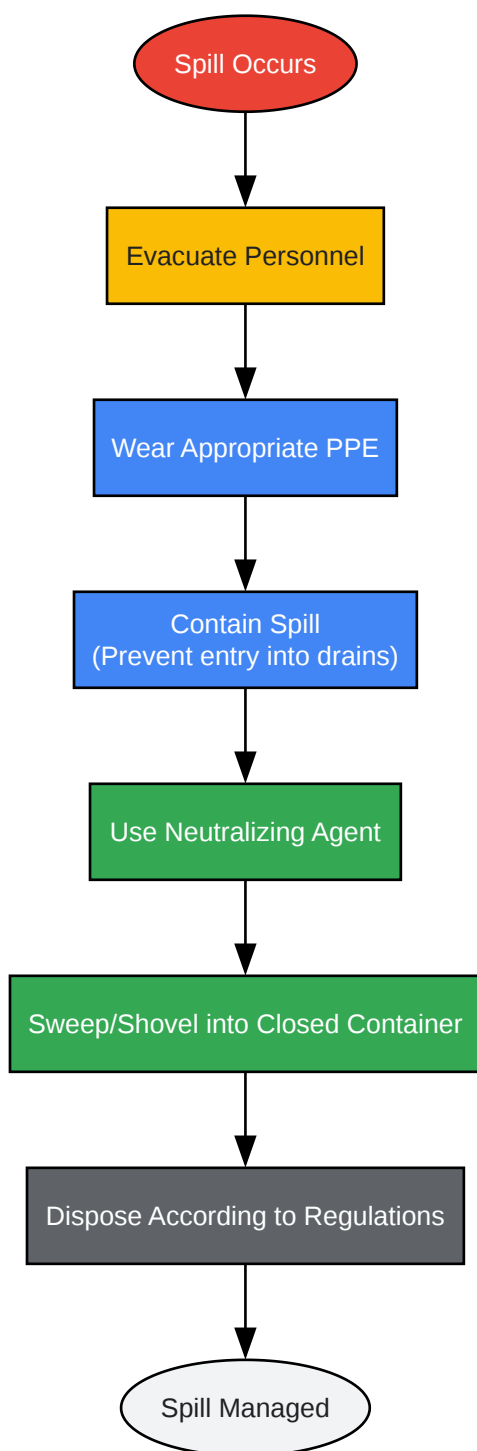 Spill Occurs
Evacuate Personnel
Wear Appropriate PPE
Contain Spill
(Prevent entry into drains)
Use Neutralizing Agent
Sweep/Shovel into Closed Container
Dispose According to Regulations
Spill Managed